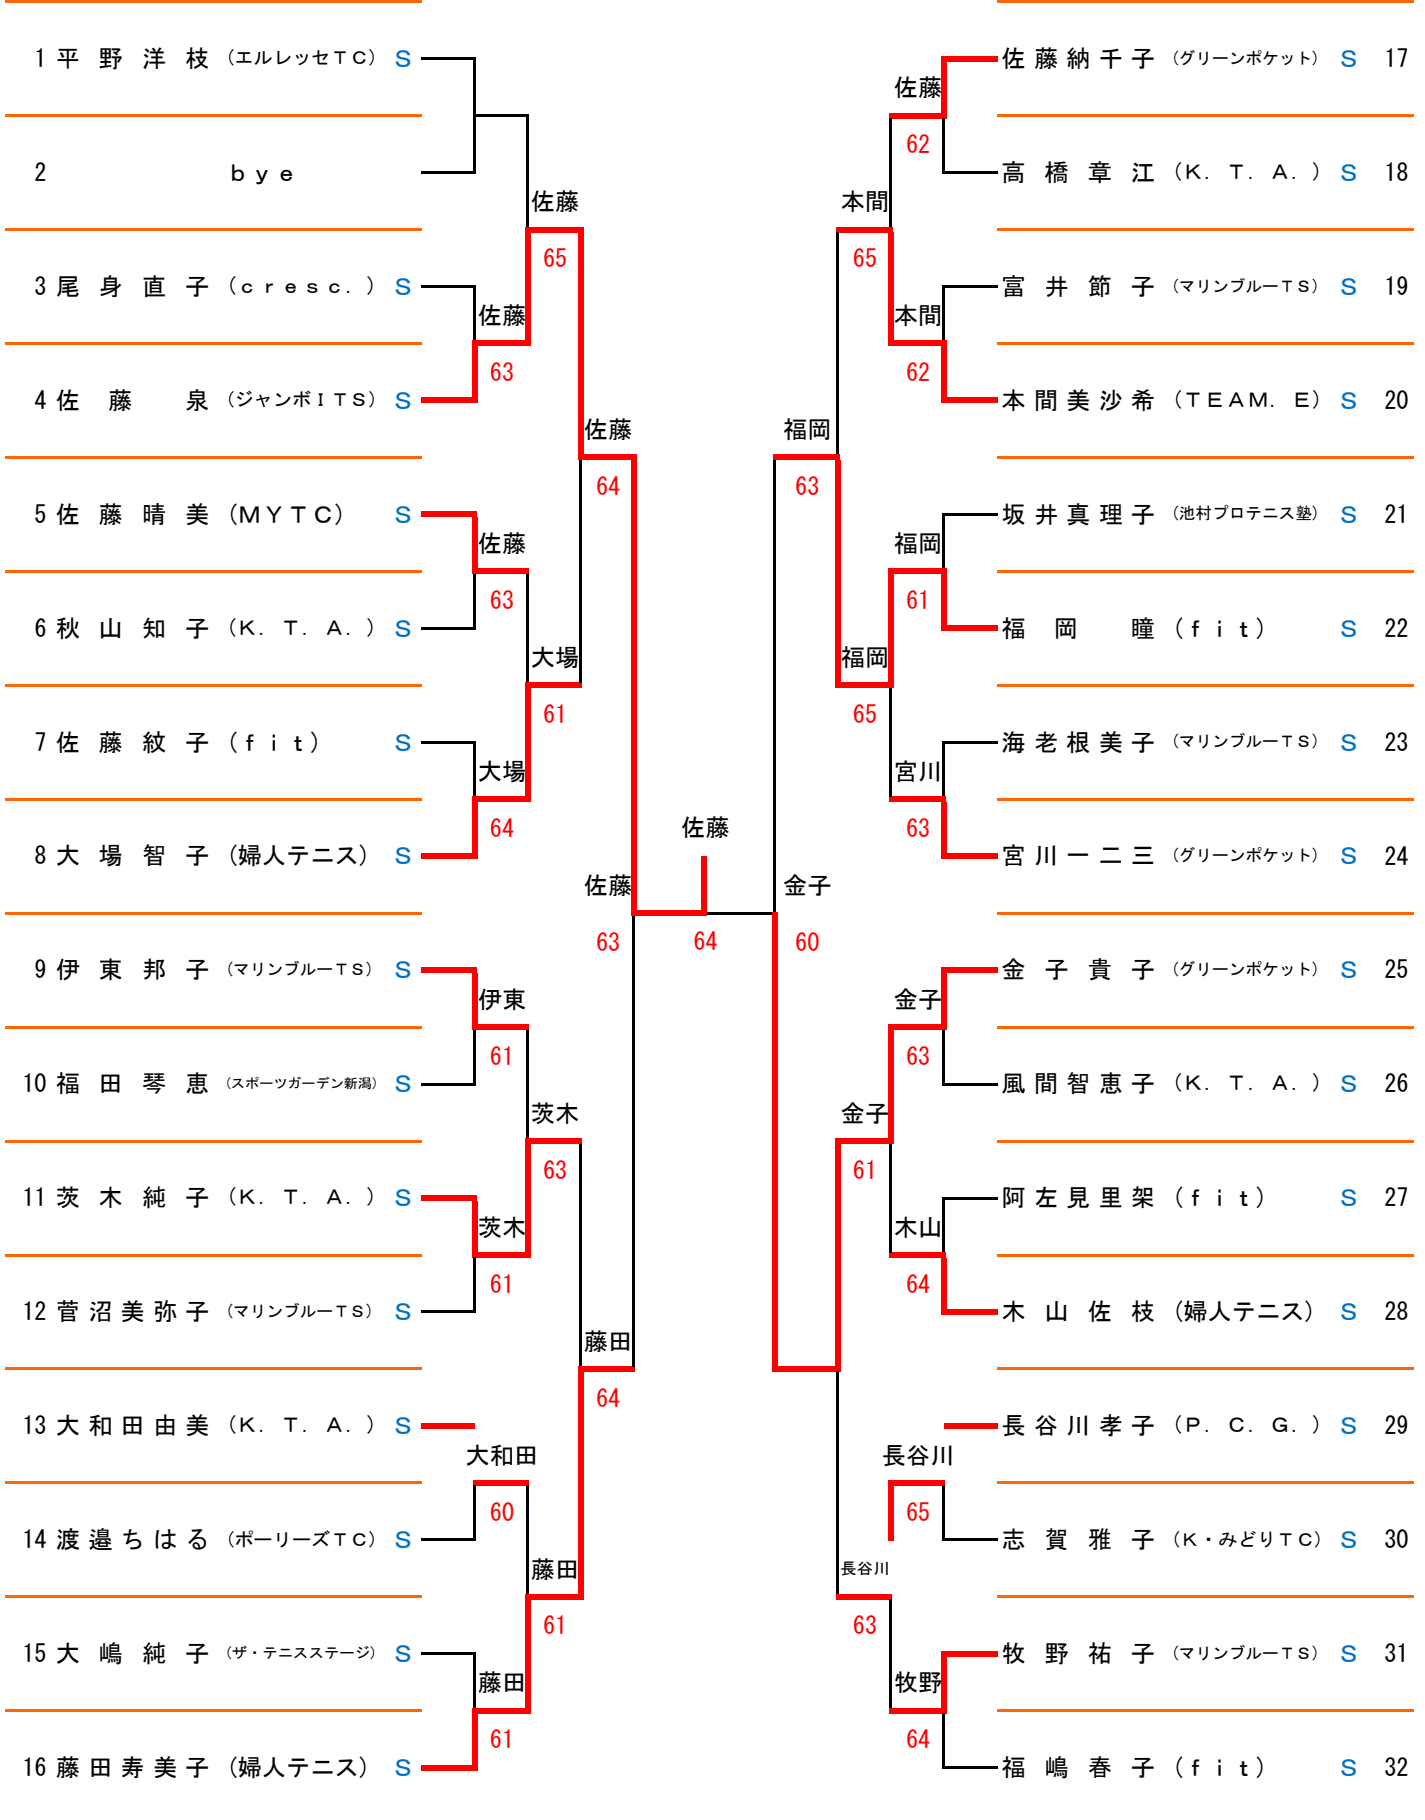 1 平野洋枝 （エルレッセＴＣ） S
佐藤納千子 （グリーンポケット） S 17
佐藤
62
2 ｂｙｅ
高橋章江 （Ｋ．Ｔ．Ａ．） S 18
佐藤
本間
65
65
3 尾身直子 （ｃｒｅｓｃ．） S
富井節子 （マリンブルーＴＳ） S 19
佐藤
本間
63
62
4 佐藤泉 （ジャンボＩＴＳ） S
本間美沙希 （ＴＥＡＭ．Ｅ） S 20
佐藤
福岡
64
63
5 佐藤晴美 （ＭＹＴＣ） S
坂井真理子 （池村プロテニス塾） S 21
佐藤
福岡
63
61
6 秋山知子 （Ｋ．Ｔ．Ａ．） S
福岡瞳 （ｆｉｔ） S 22
大場
福岡
61
65
7 佐藤紋子 （ｆｉｔ） S
海老根美子 （マリンブルーＴＳ） S 23
大場
宮川
64
63
佐藤
8 大場智子 （婦人テニス） S
宮川一二三 （グリーンポケット） S 24
佐藤
金子
63
64
60
9 伊東邦子 （マリンブルーＴＳ） S
金子貴子 （グリーンポケット） S 25
伊東
金子
61
63
10 福田琴恵 （スポーツガーデン新潟） S
風間智恵子 （Ｋ．Ｔ．Ａ．） S 26
茨木
金子
63
61
11 茨木純子 （Ｋ．Ｔ．Ａ．） S
阿左見里架 （ｆｉｔ） S 27
茨木
木山
61
64
12 菅沼美弥子 （マリンブルーＴＳ） S
木山佐枝 （婦人テニス） S 28
藤田
64
13 大和田由美 （Ｋ．Ｔ．Ａ．） S
長谷川孝子 （Ｐ．Ｃ．Ｇ．） S 29
大和田
長谷川
60
65
14 渡邉ちはる （ポーリーズＴＣ） S
志賀雅子 （Ｋ・みどりＴＣ） S 30
藤田
長谷川
61
63
15 大嶋純子 （ザ・テニスステージ） S
牧野祐子 （マリンブルーＴＳ） S 31
藤田
牧野
61
64
16 藤田寿美子 （婦人テニス） S
福嶋春子 （ｆｉｔ） S 32